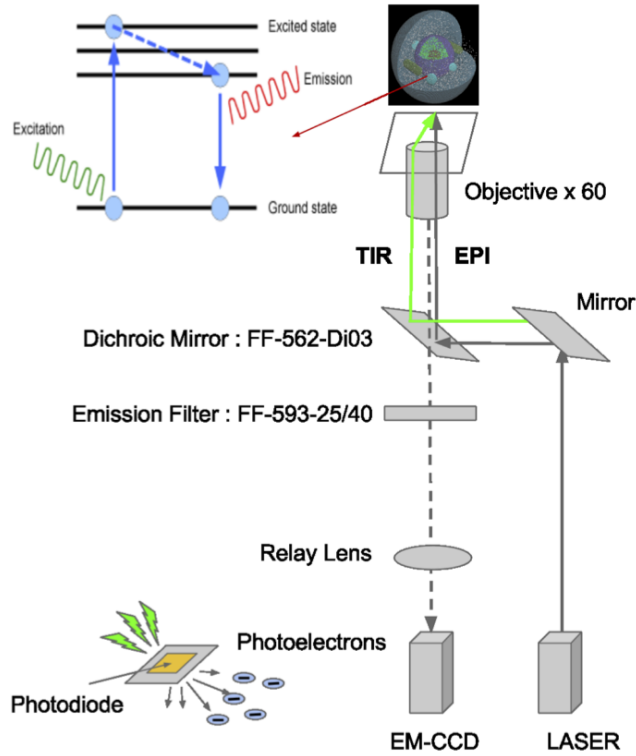 Excited state
Emission
Excitation
Ground state
Objective x 60
TIR
EPI
Mirror
Dichroic Mirror : FF-562-Di03
Emission Filter : FF-593-25/40
Relay Lens
Photoelectrons
Photodiode
EM-CCD
LASER